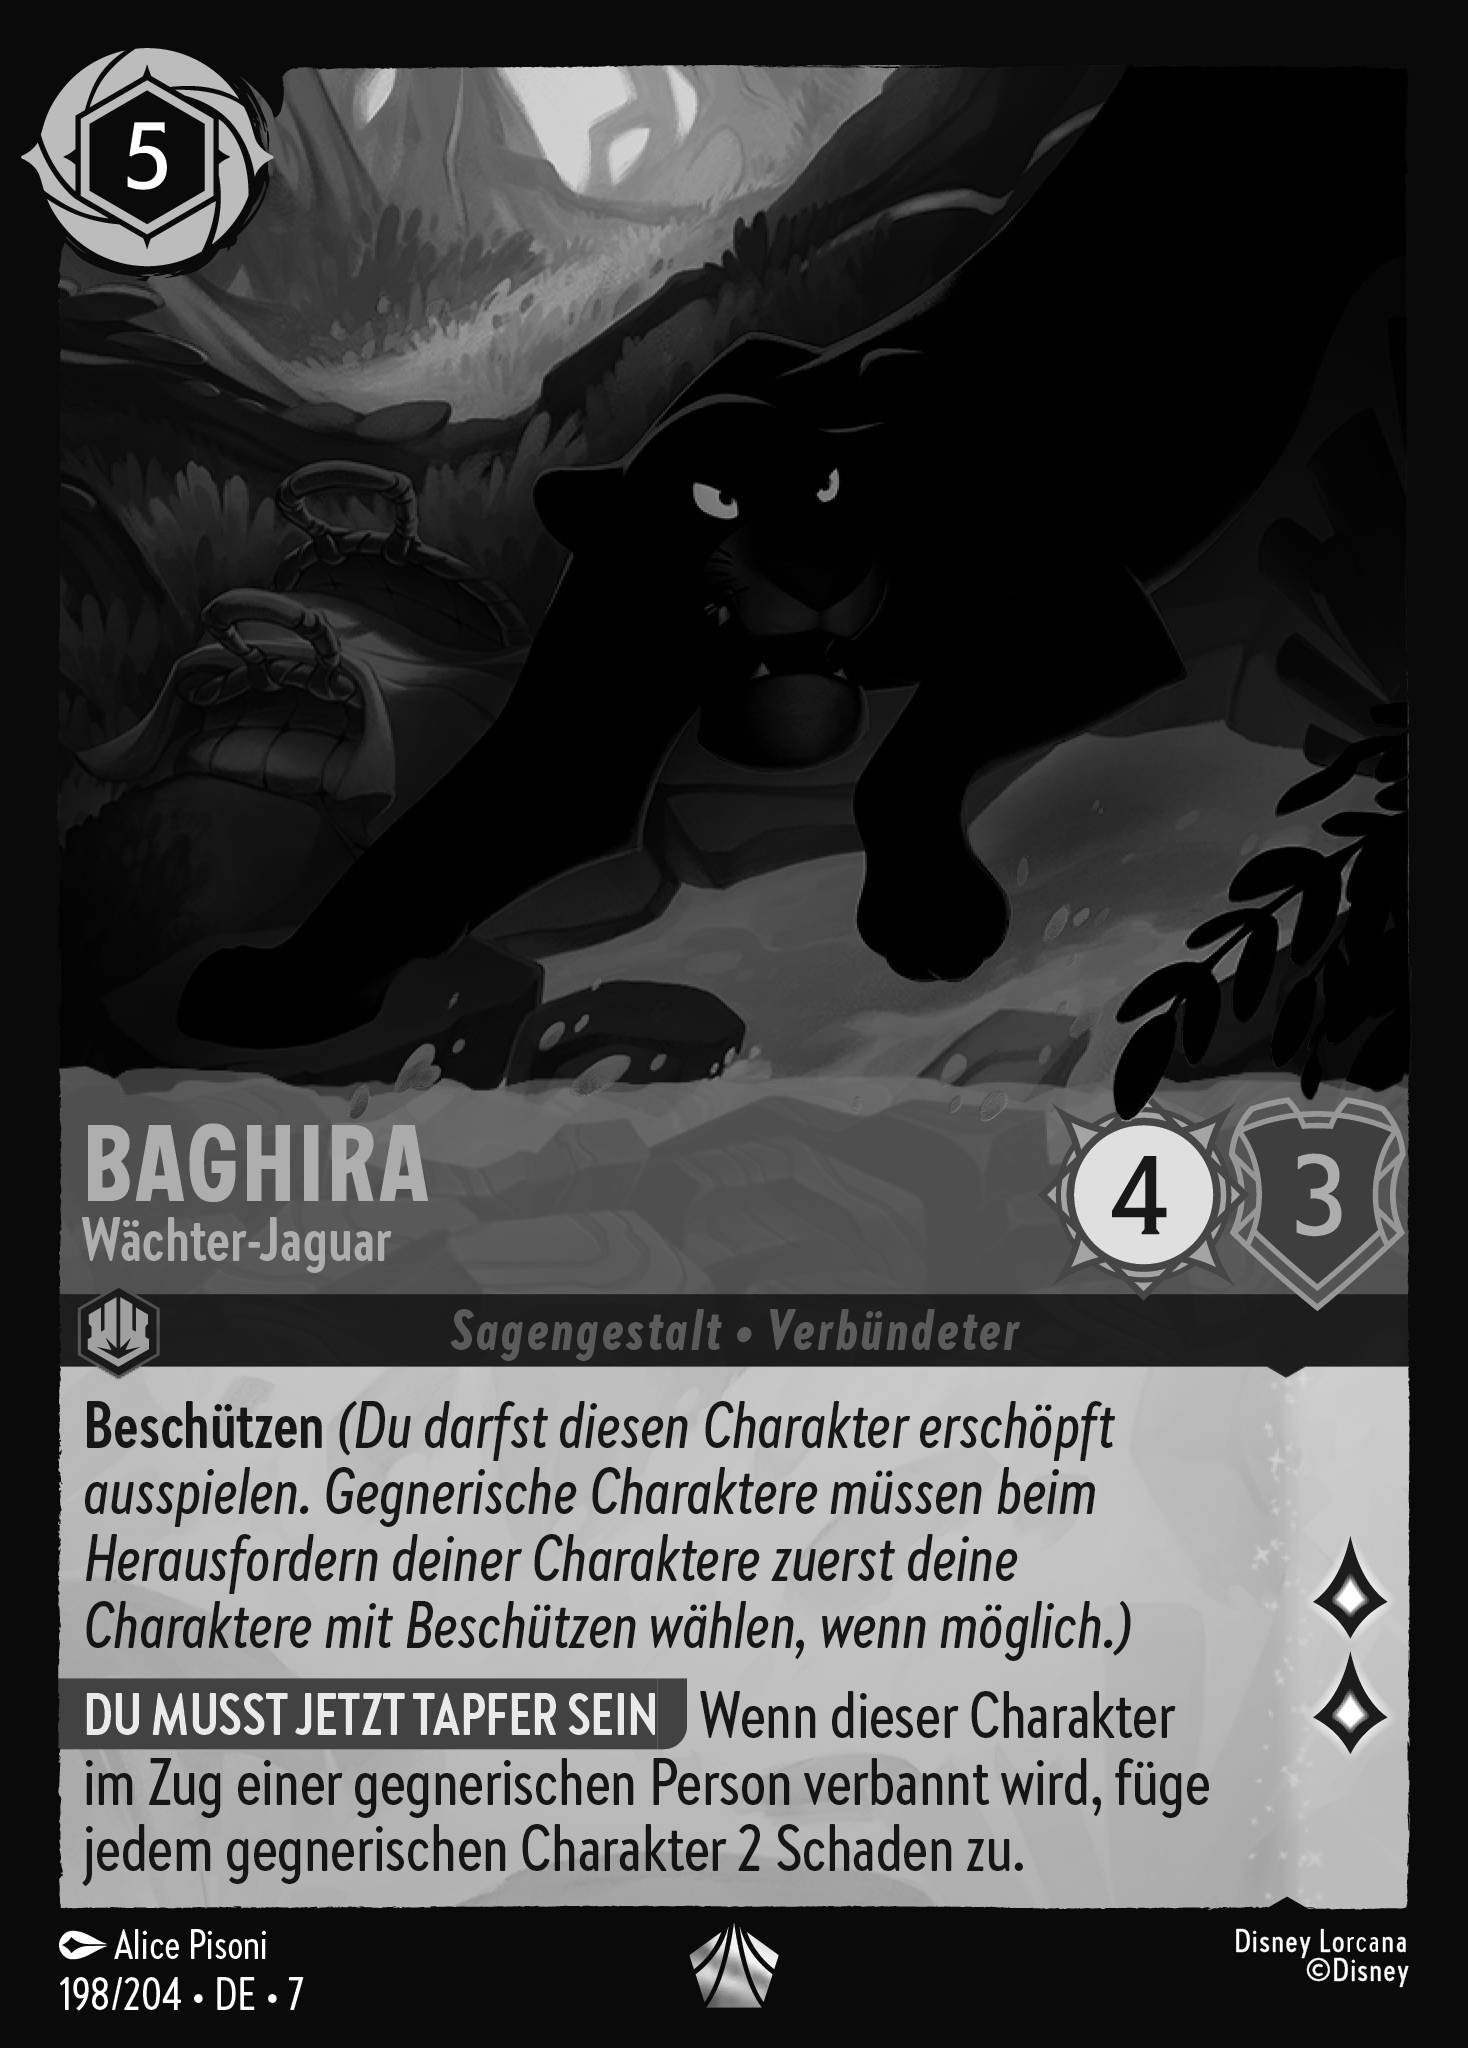 5
BAGHIRA
Wächter-Jaguar
4
3
Sagengestalt • Verbündeter
Beschützen (Du darfst diesen Charakter erschöpft
ausspielen. Gegnerische Charaktere müssen beim
Herausfordern deiner Charaktere zuerst deine
Charaktere mit Beschützen wählen, wenn möglich.)
DU MUSST JETZT TAPFER SEIN Wenn dieser Charakter
im Zug einer gegnerischen Person verbannt wird, füge
jedem gegnerischen Charakter 2 Schaden zu.
Alice Pisoni
198/204 • DE • 7
Disney Lorcana
©Disney